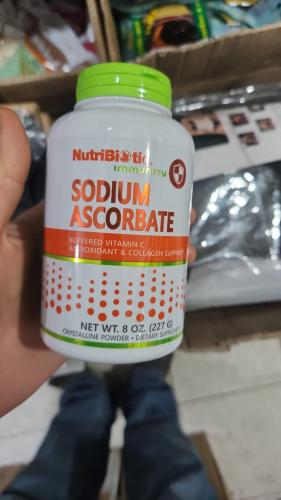 NutriBiotic
immunity
SODIUM
ASCORBATE
BUFFERED VITAMIN C
ANTIOXIDANT & COLLAGEN SUPPORT
NET WT. 8 OZ. (227 G)
CRYSTALLINE POWDER • DIETARY SUPPLEMENT